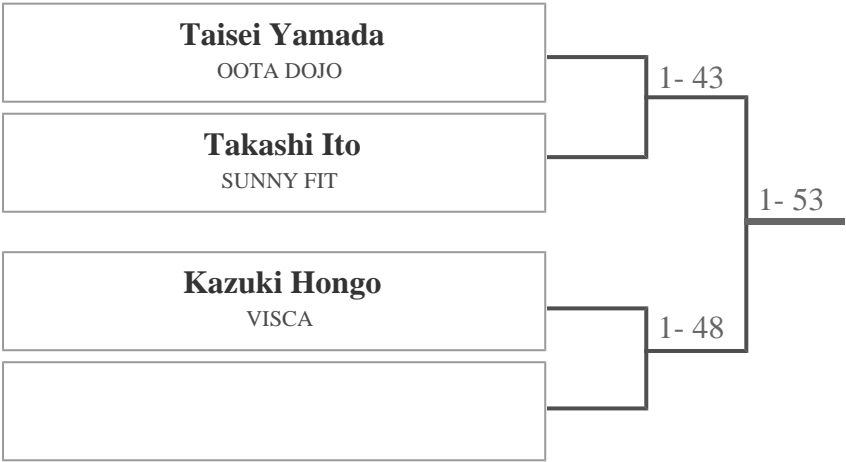 Taisei Yamada
OOTA DOJO
1- 43
Takashi Ito
SUNNY FIT
1- 53
Kazuki Hongo
VISCA
1- 48